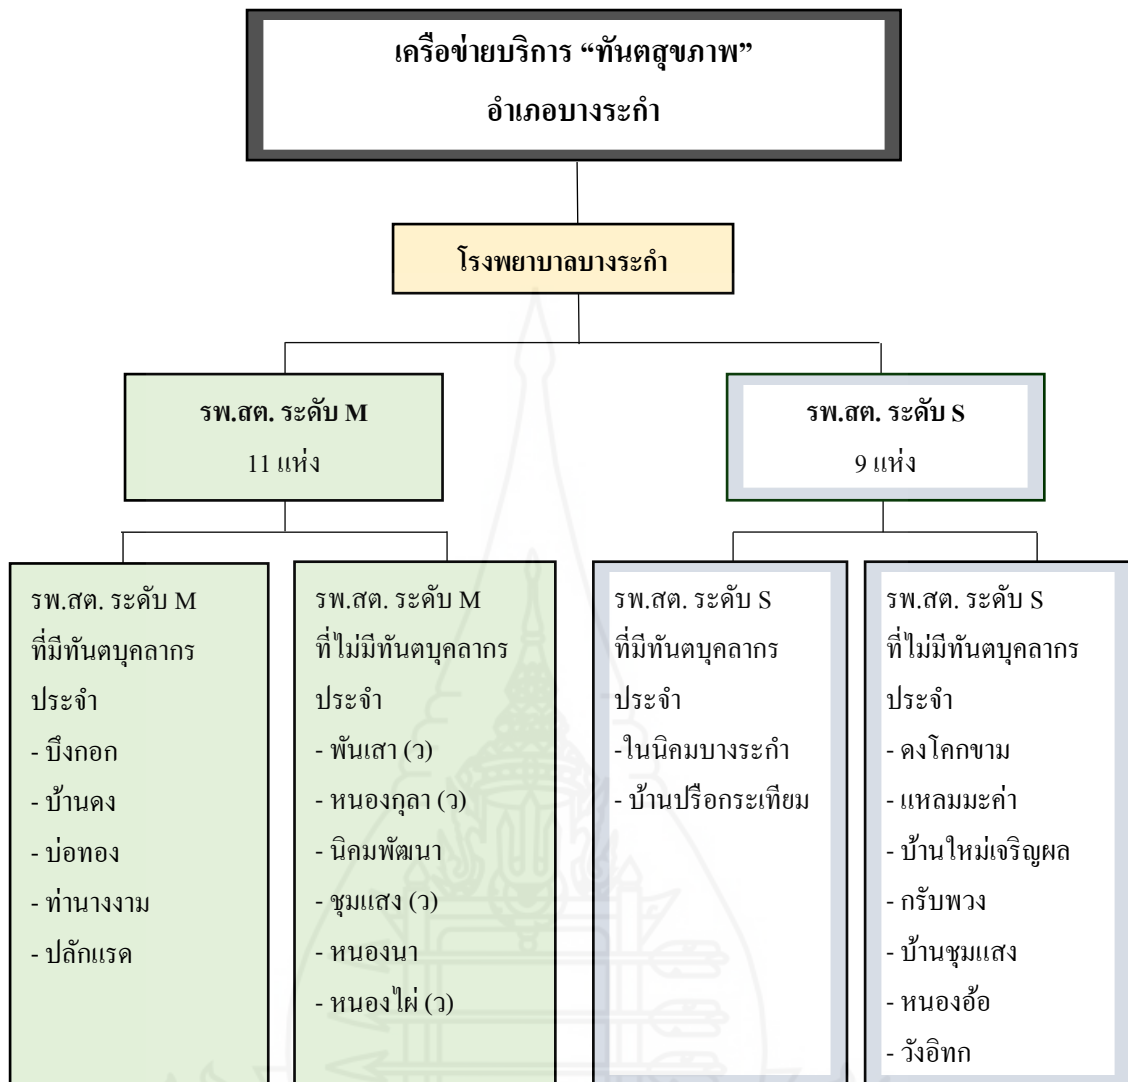 เครือข่ายบริการ “ทันตสุขภาพ”
อำเภอบางระกำ
โรงพยาบาลบางระกำ
รพ.สต. ระดับ M
11 แห่ง
รพ.สต. ระดับ S
9 แห่ง
รพ.สต. ระดับ M
ที่มีทันตบุคลากร
ประจำ
- บึงกอก
- บ้านดง
- บ่อทอง
- ท่านางงาม
- ปลักแรด
รพ.สต. ระดับ M
ที่ไม่มีทันตบุคลากร
ประจำ
- พันเสา (ว)
- หนองกุลา (ว)
- นิคมพัฒนา
- ชุมแสง (ว)
- หนองนา
- หนองไผ่ (ว)
รพ.สต. ระดับ S
ที่มีทันตบุคลากร
ประจำ
-ในนิคมบางระกำ
- บ้านปรือกระเทียม
รพ.สต. ระดับ S
ที่ไม่มีทันตบุคลากร
ประจำ
- ดงโคกขาม
- แหลมมะค่า
- บ้านใหม่เจริญผล
- กรับพวง
- บ้านชุมแสง
- หนองอ้อ
- วังอิทก